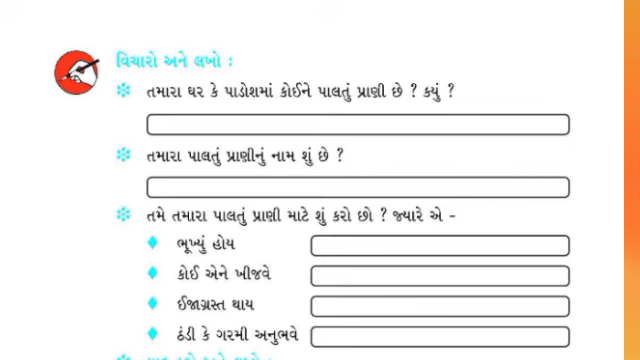 વિચારો અને લખો :
તમારા ઘર કે પાડોશમાં કોઈને પાલતું પ્રાણી છે ? ક્યું ?
તમારા પાલતું પ્રાણીનું નામ શું છે ?
તમે તમારા પાલતું પ્રાણી માટે શું કરો છો ? જ્યારે એ -
ભૂખ્યું હોય
કોઈ એને ખીજવે
ઈજાગ્રસ્ત થાય
ઠંડી કે ગરમી અનુભવે